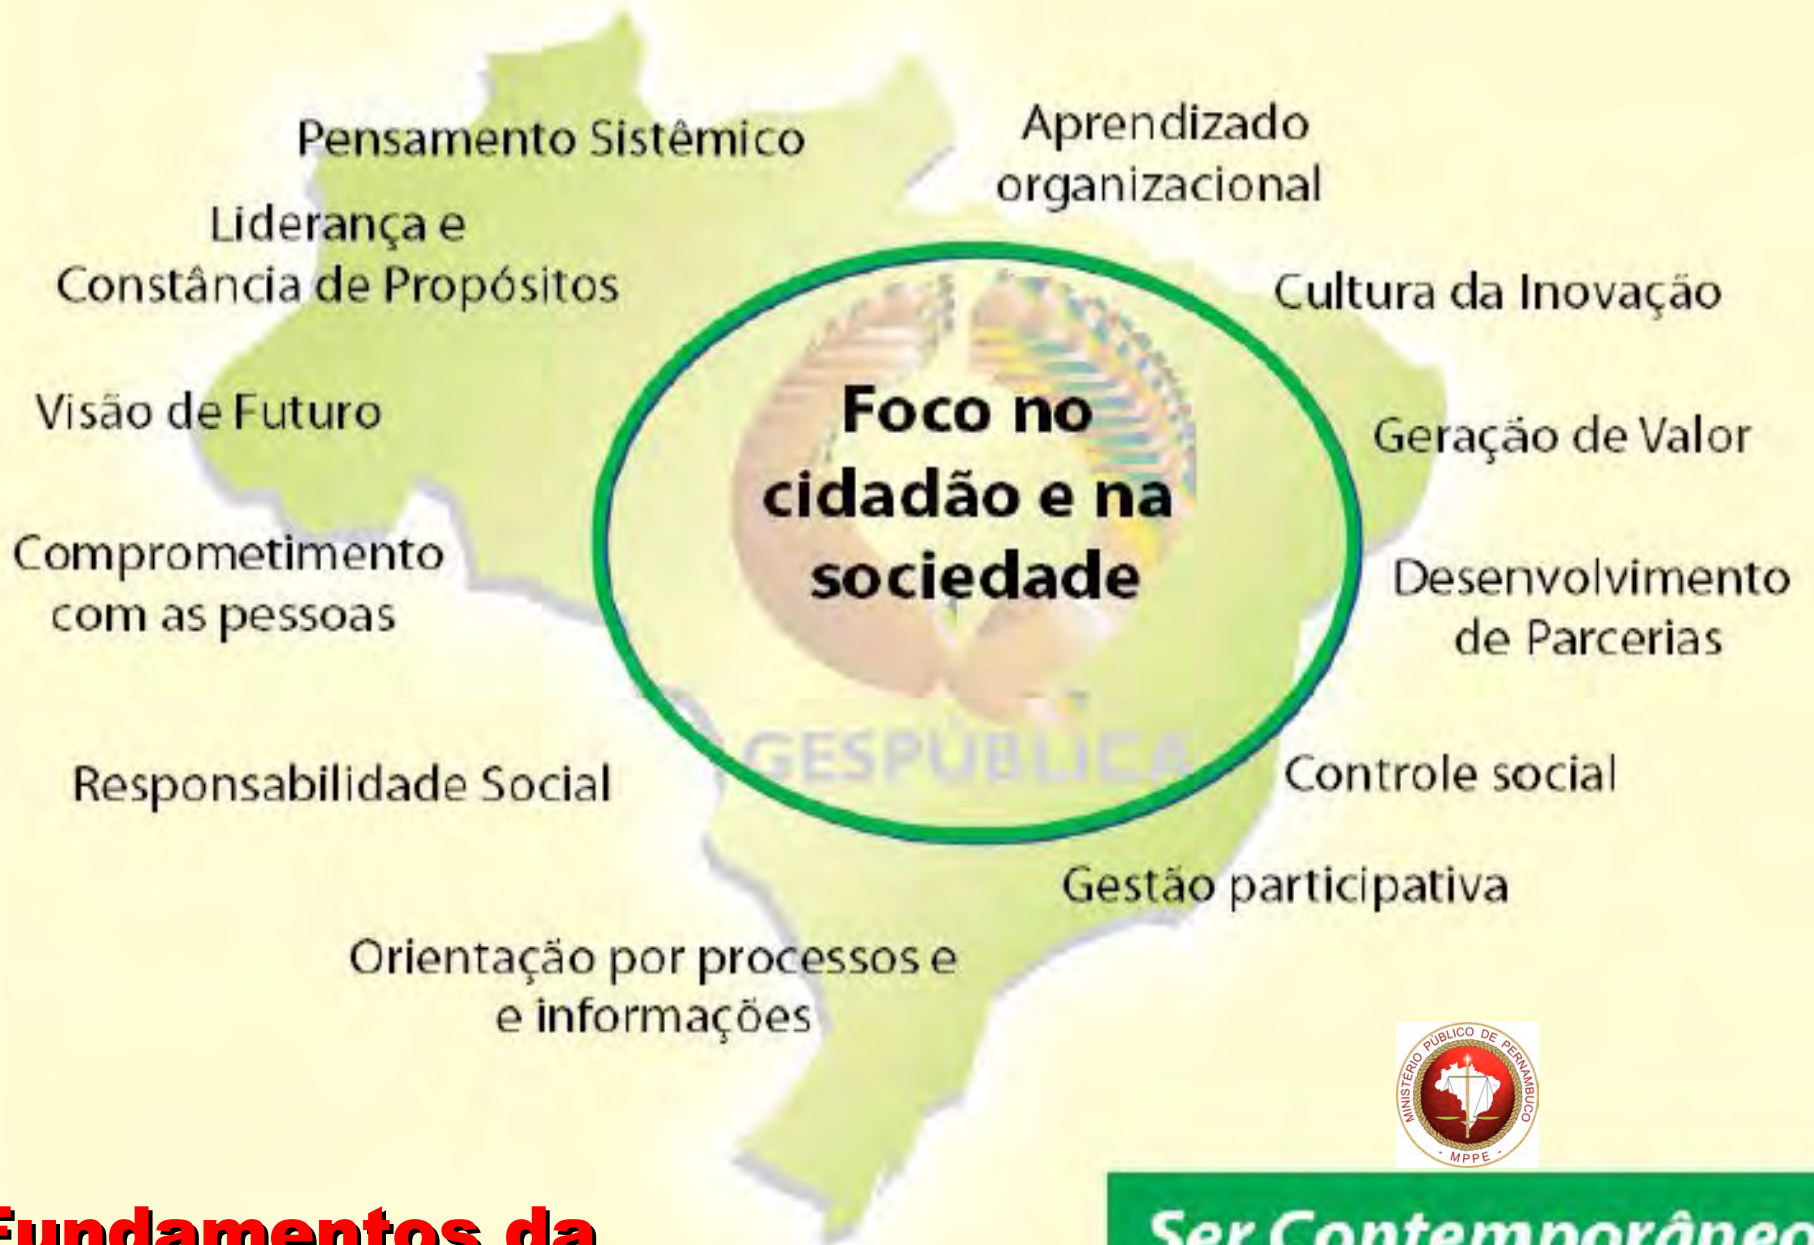 Pensamento Sistêmico
Aprendizado
organizacional
Liderança e
Constância de Propósitos
Cultura da Inovação
Visão de Futuro
Foco no
cidadão e na
sociedade
Geração de Valor
Comprometimento
com as pessoas
Desenvolvimento
de Parcerias
GESPÚBLICA
Responsabilidade Social
Controle social
Gestão participativa
Orientação por processos e
e informações
MINISTÉRIO PÚBLICO DE PERNAMBUCO
- MPPE -
Fundamentos da
Ser Contemporâneo